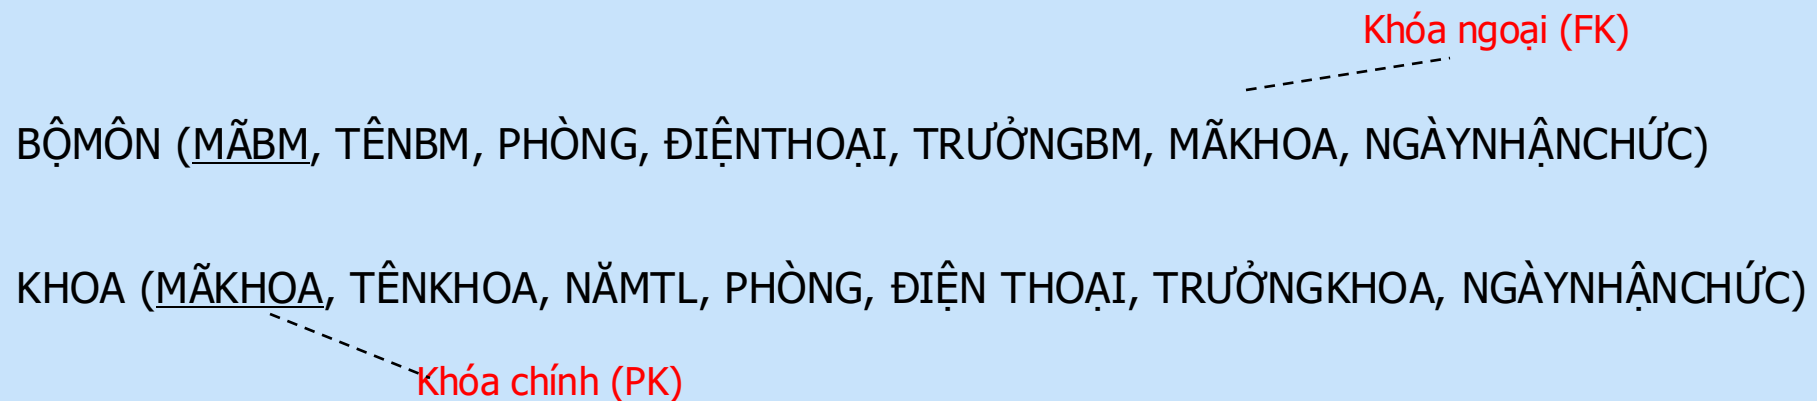 Khóa ngoại (FK)
BỘMÔN (MÃBM, TÊNBM, PHÒNG, ĐIỆNTHOẠI, TRƯỞNGBM, MÃKHOA, NGÀYNHẬNCHỨC)
KHOA (MÃKHOA, TÊNKHOA, NĂMTL, PHÒNG, ĐIỆN THOẠI, TRƯỞNGKHOA, NGÀYNHẬNCHỨC)
Khóa chính (PK)